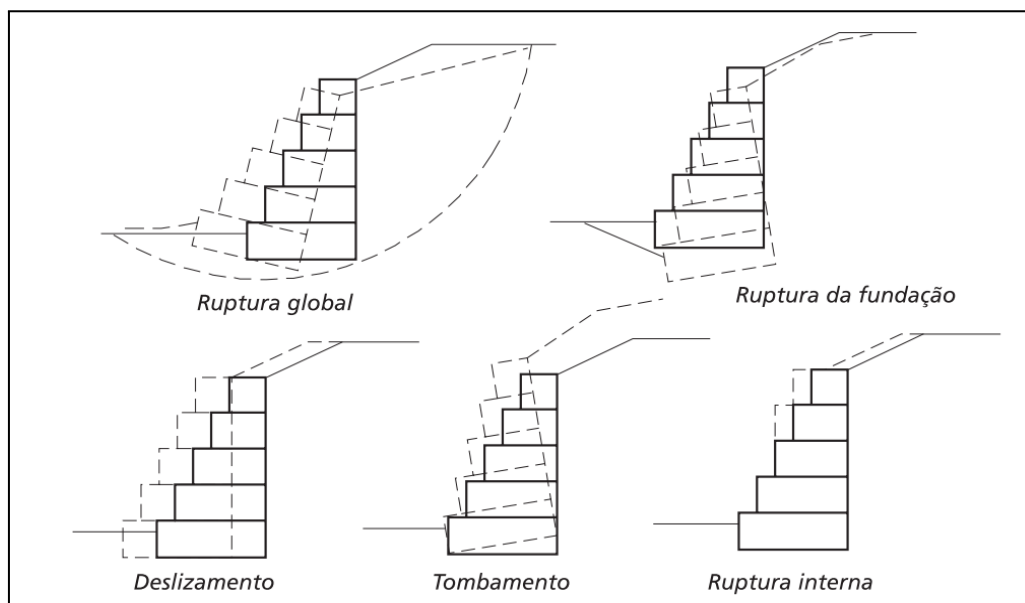 Ruptura global
Ruptura da fundação
Deslizamento
Tombamento
Ruptura interna